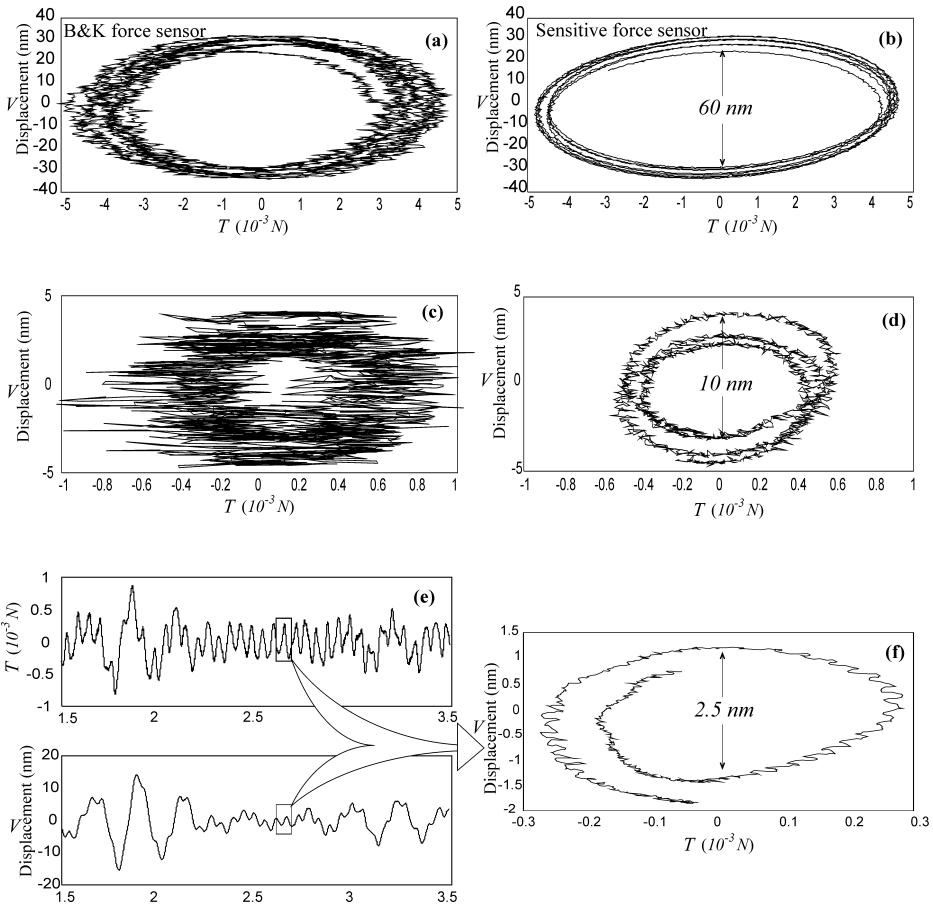 B&K force sensor
(a)
V
Displacement (nm)
40
30
20
10
0
-10
-20
-30
-40
-5 -4 -3 -2 -1 0 1 2 3 4 5
T (10⁻³ N)
Sensitive force sensor
(b)
V
Displacement (nm)
40
30
20
10
0
-10
-20
-30
-40
60 nm
-5 -4 -3 -2 -1 0 1 2 3 4 5
T (10⁻³ N)
(c)
V
Displacement (nm)
5
0
-5
-1 -0.8 -0.6 -0.4 -0.2 0 0.2 0.4 0.6 0.8 1
T (10⁻³ N)
(d)
V
Displacement (nm)
5
0
-5
10 nm
-1 -0.8 -0.6 -0.4 -0.2 0 0.2 0.4 0.6 0.8 1
T (10⁻³ N)
(e)
T (10⁻³ N)
1
0.5
0
-0.5
-1
1.5 2 2.5 3 3.5
V
Displacement (nm)
20
10
0
-10
-20
1.5 2 2.5 3 3.5
(f)
V
Displacement (nm)
1.5
1
0.5
0
-0.5
-1
-1.5
-2
2.5 nm
-0.3 -0.1 0 0.1 0.2 0.3
T (10⁻³ N)